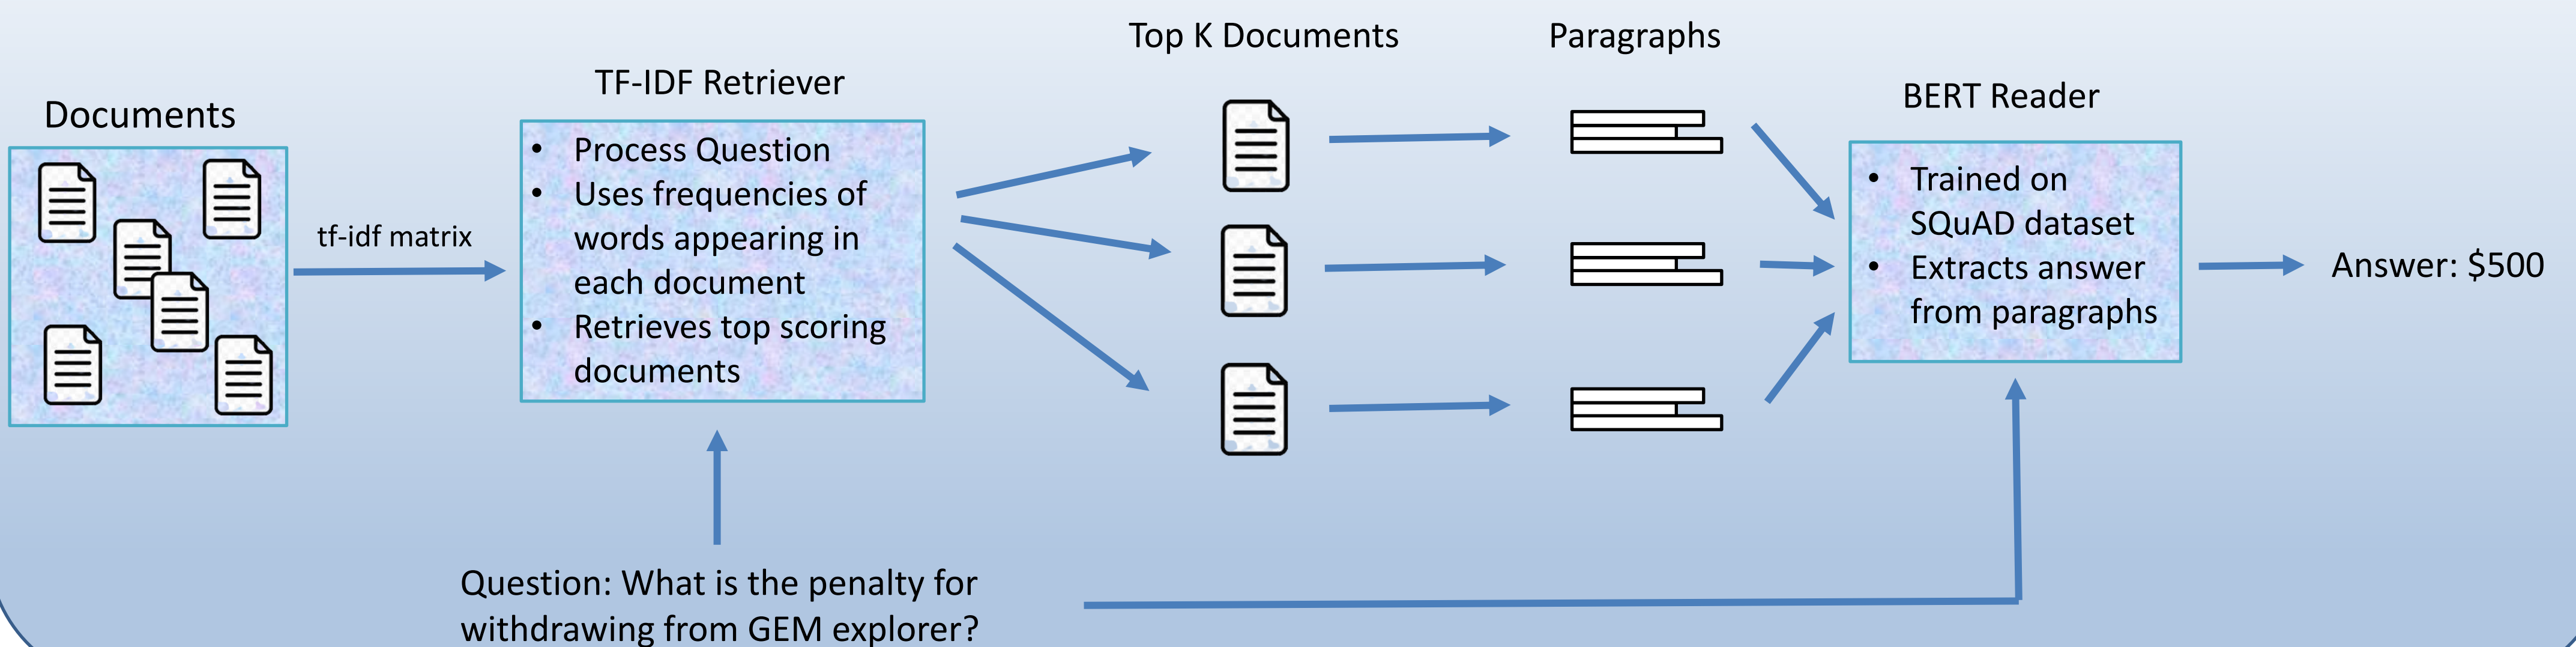 Documents
tf-idf matrix
TF-IDF Retriever
• Process Question
• Uses frequencies of
words appearing in
each document
• Retrieves top scoring
documents
Question: What is the penalty for
withdrawing from GEM explorer?
Top K Documents
Paragraphs
BERT Reader
• Trained on
SQuAD dataset
• Extracts answer
from paragraphs
Answer: $500